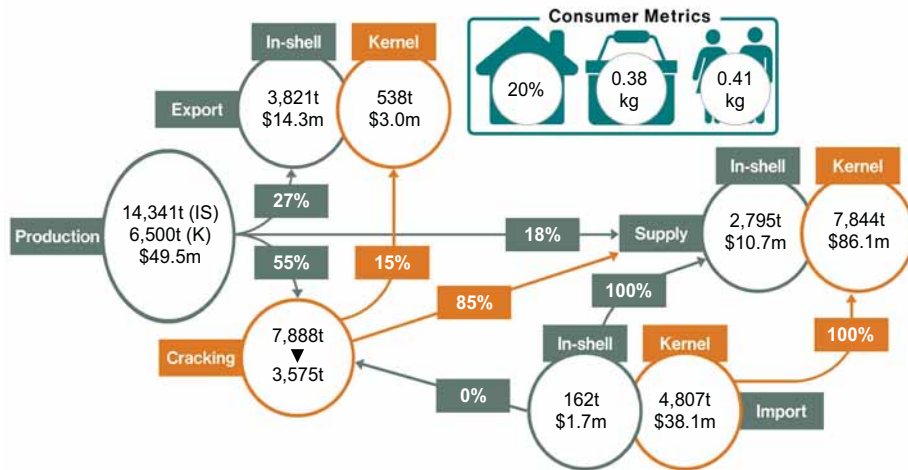 Consumer Metrics
20%
0.38
kg
0.41
kg
In-shell
Kernel
Export
3,821t
$14.3m
538t
$3.0m
27%
Production
14,341t (IS)
6,500t (K)
$49.5m
18%
55%
15%
Supply
In-shell
Kernel
2,795t
$10.7m
7,844t
$86.1m
85%
100%
100%
Cracking
7,888t
▼
3,575t
0%
In-shell
Kernel
162t
$1.7m
4,807t
$38.1m
Import